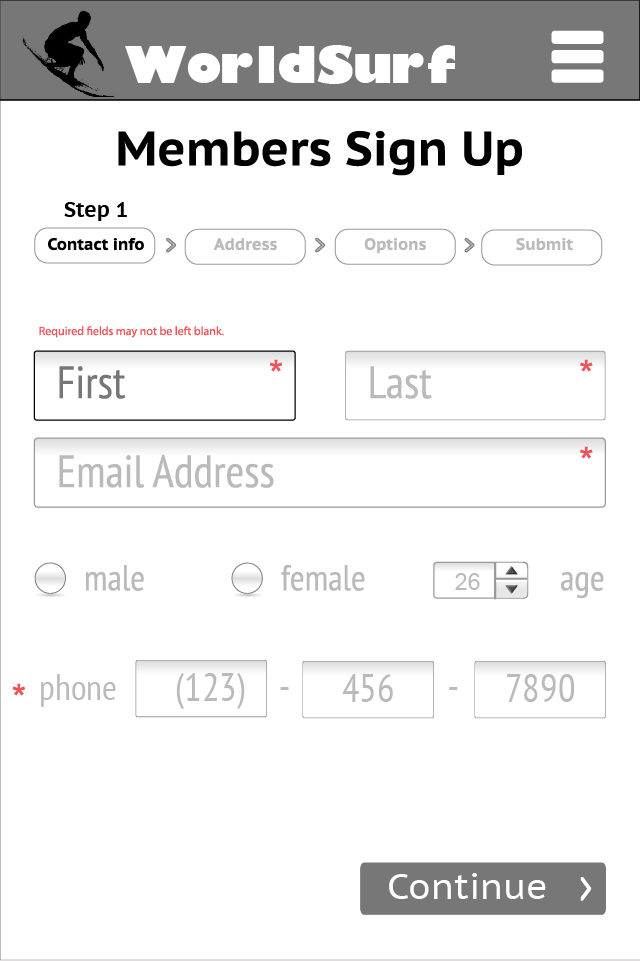 WorldSurf
Members Sign Up
Step 1
Contact info > Address > Options > Submit
Required fields may not be left blank.
First * Last *
Email Address *
male female 26 age
* phone (123) - 456 - 7890
Continue >